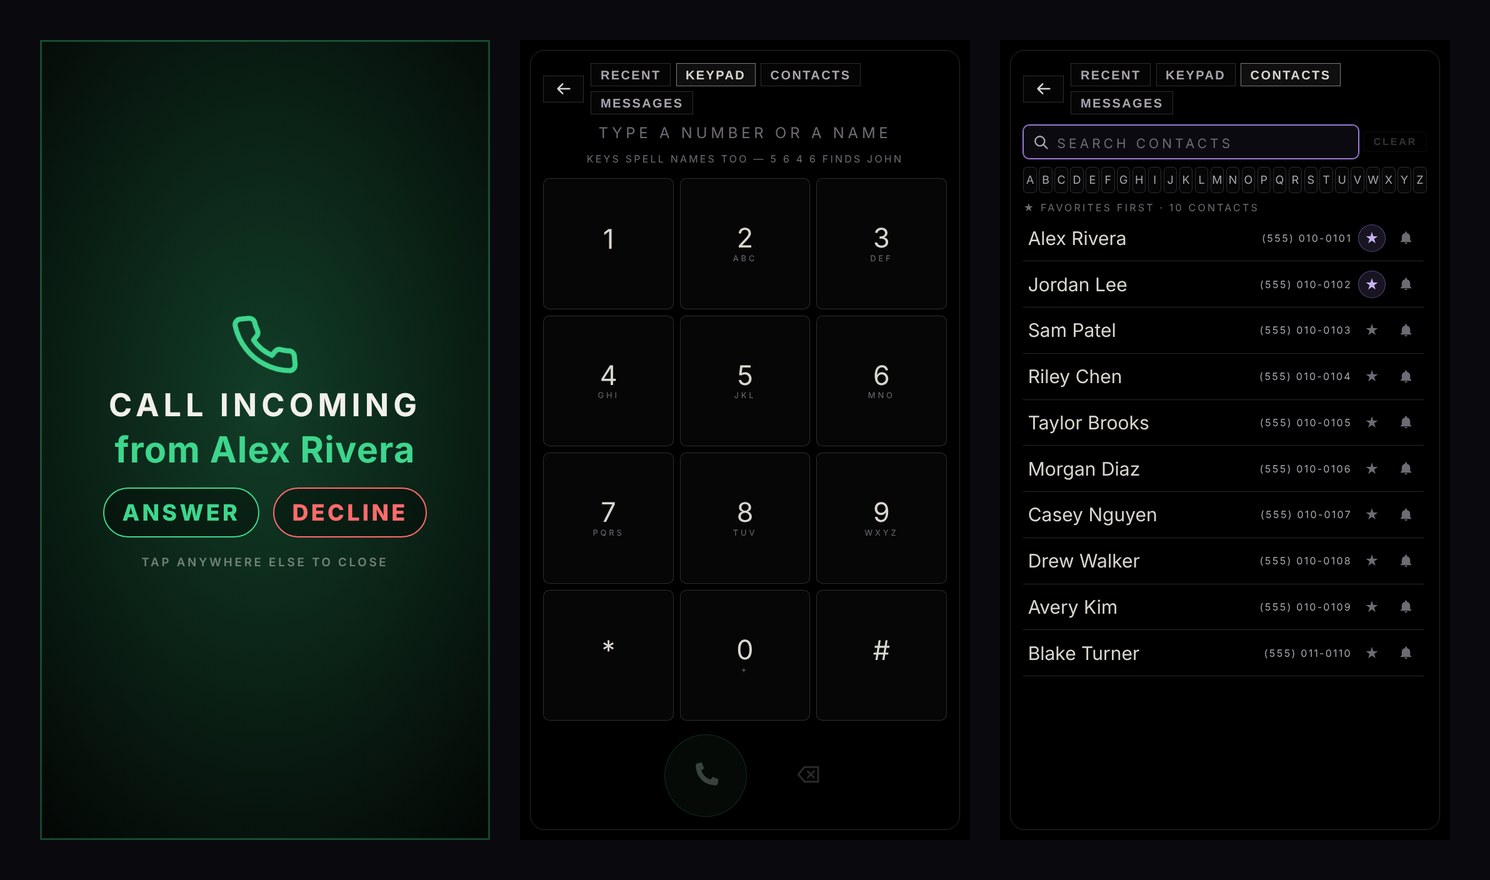 CALL INCOMING
from Alex Rivera
ANSWER DECLINE
TAP ANYWHERE ELSE TO CLOSE
RECENT KEYPAD CONTACTS
MESSAGES
TYPE A NUMBER OR A NAME
KEYS SPELL NAMES TOO — 5 6 4 6 FINDS JOHN
1 2 3
ABC DEF
4 5 6
GHI JKL MNO
7 8 9
PQRS TUV WXYZ
* 0 #
+
RECENT KEYPAD CONTACTS
MESSAGES
SEARCH CONTACTS CLEAR
A B C D E F G H I J K L M N O P Q R S T U V W X Y Z
★ FAVORITES FIRST · 10 CONTACTS
Alex Rivera (555) 010-0101
Jordan Lee (555) 010-0102
Sam Patel (555) 010-0103
Riley Chen (555) 010-0104
Taylor Brooks (555) 010-0105
Morgan Diaz (555) 010-0106
Casey Nguyen (555) 010-0107
Drew Walker (555) 010-0108
Avery Kim (555) 010-0109
Blake Turner (555) 011-0110